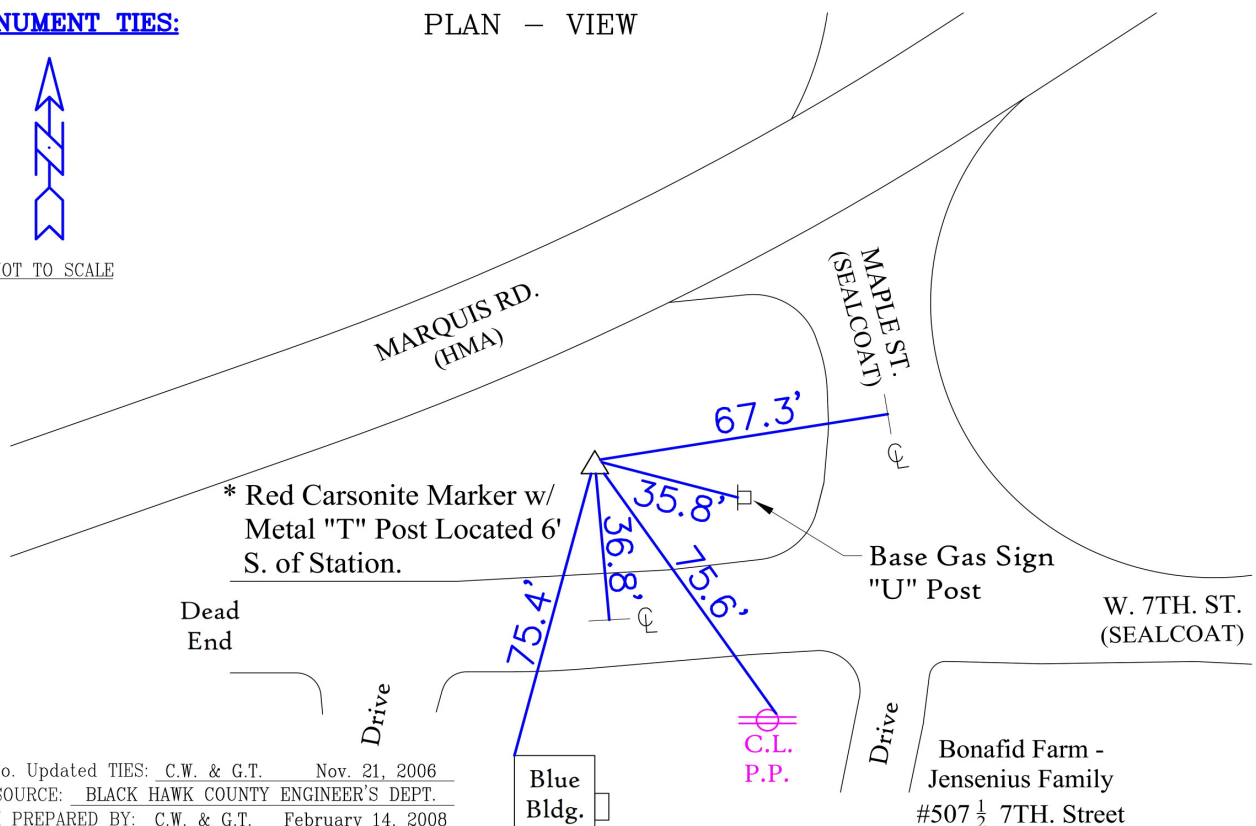 NUMENT TIES:
PLAN - VIEW
NOT TO SCALE
MARQUIS RD.
(HMA)
MAPLE ST.
(SEALCOAT)
67.3'
℄
* Red Carsonite Marker w/
Metal "T" Post Located 6'
S. of Station.
35.8'
36.8'
75.6'
75.4'
℄
Base Gas Sign
"U" Post
Dead
End
W. 7TH. ST.
(SEALCOAT)
Drive
Drive
C.L.
P.P.
Blue
Bldg.
Bonafid Farm -
Jensenius Family
#507 ½ 7TH. Street
o. Updated TIES: C.W. & G.T. Nov. 21, 2006
SOURCE: BLACK HAWK COUNTY ENGINEER'S DEPT.
PREPARED BY: C.W. & G.T. February 14, 2008